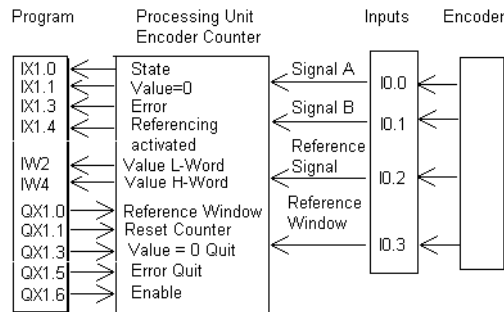 Program
Processing Unit
Encoder Counter
Inputs
Encoder
IX1.0
IX1.1
IX1.3
IX1.4
IW2
IW4
QX1.0
QX1.1
QX1.3
QX1.5
QX1.6
State
Value=0
Error
Referencing
activated
Value L-Word
Value H-Word
Reference Window
Reset Counter
Value = 0 Quit
Error Quit
Enable
Signal A
Signal B
Reference
Signal
Reference
Window
I0.0
I0.1
I0.2
I0.3